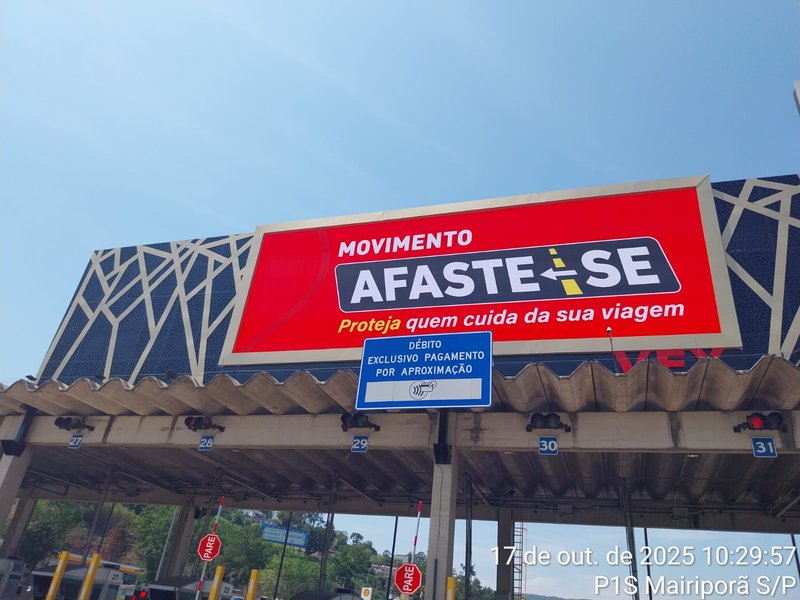 MOVIMENTO
AFASTE-SE
Proteja quem cuida da sua viagem
DÉBITO
EXCLUSIVO PAGAMENTO
POR APROXIMAÇÃO
27
28
29
30
31
PARE
PARE
27
17 de out. de 2025 10:29:57
P1S Mairiporã S/P